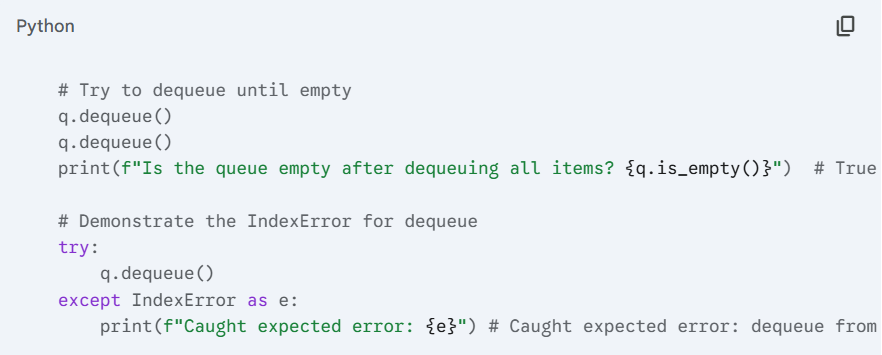 Python
# Try to dequeue until empty
q.dequeue()
q.dequeue()
print(f"Is the queue empty after dequeuing all items? {q.is_empty()}")  # True
# Demonstrate the IndexError for dequeue
try:
    q.dequeue()
except IndexError as e:
    print(f"Caught expected error: {e}") # Caught expected error: dequeue from